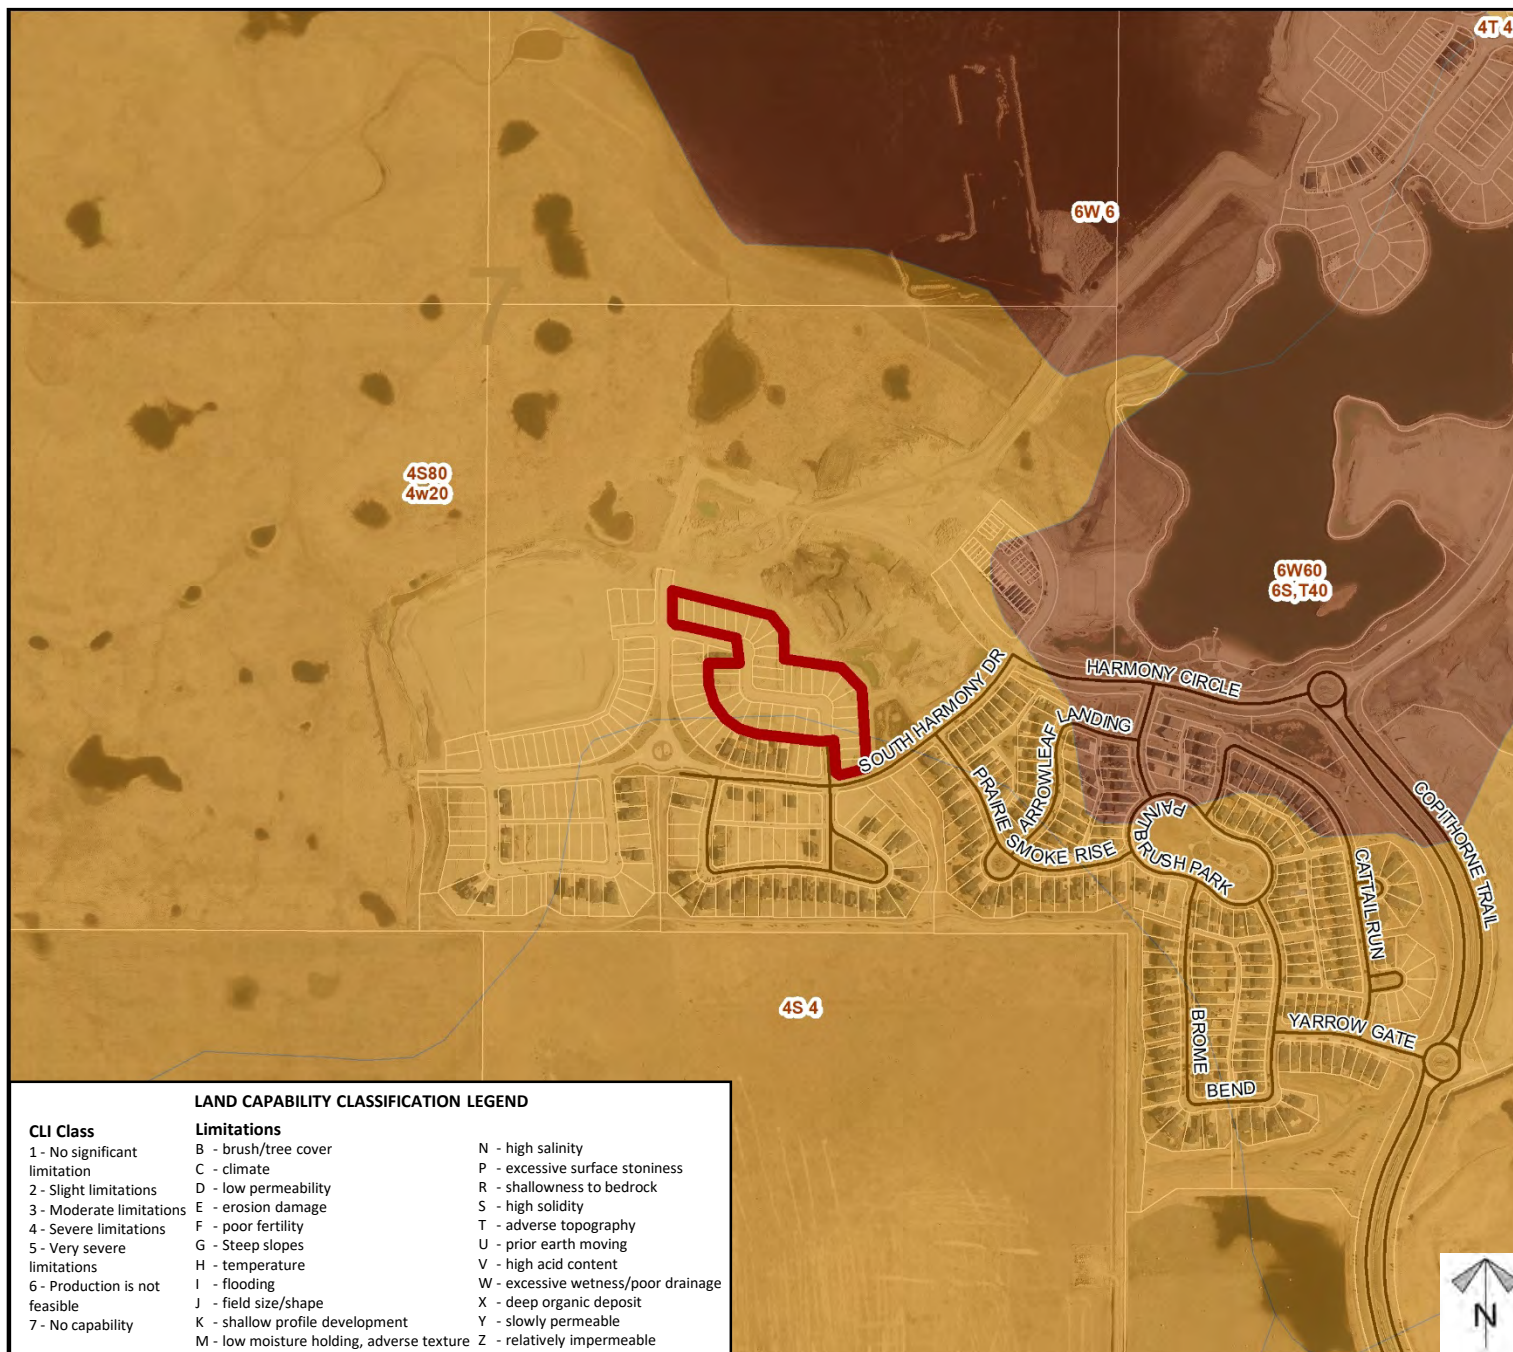 4T 4
6W 6
7
4S80
4w20
6W60
6S,T40
HARMONY CIRCLE
SOUTH HARMONY DR
LANDING
ARROWLEAF
PRAIRIE SMOKE RISE
PAINTBRUSH PARK
COPITHORNE TRAIL
CATTAIL RUN
4S 4
BROME
BEND
YARROW GATE
LAND CAPABILITY CLASSIFICATION LEGEND
CLI Class
1 - No significant
limitation
2 - Slight limitations
3 - Moderate limitations
4 - Severe limitations
5 - Very severe
limitations
6 - Production is not
feasible
7 - No capability
Limitations
B - brush/tree cover
C - climate
D - low permeability
E - erosion damage
F - poor fertility
G - Steep slopes
H - temperature
I - flooding
J - field size/shape
K - shallow profile development
M - low moisture holding, adverse texture
N - high salinity
P - excessive surface stoniness
R - shallowness to bedrock
S - high solidity
T - adverse topography
U - prior earth moving
V - high acid content
W - excessive wetness/poor drainage
X - deep organic deposit
Y - slowly permeable
Z - relatively impermeable
N